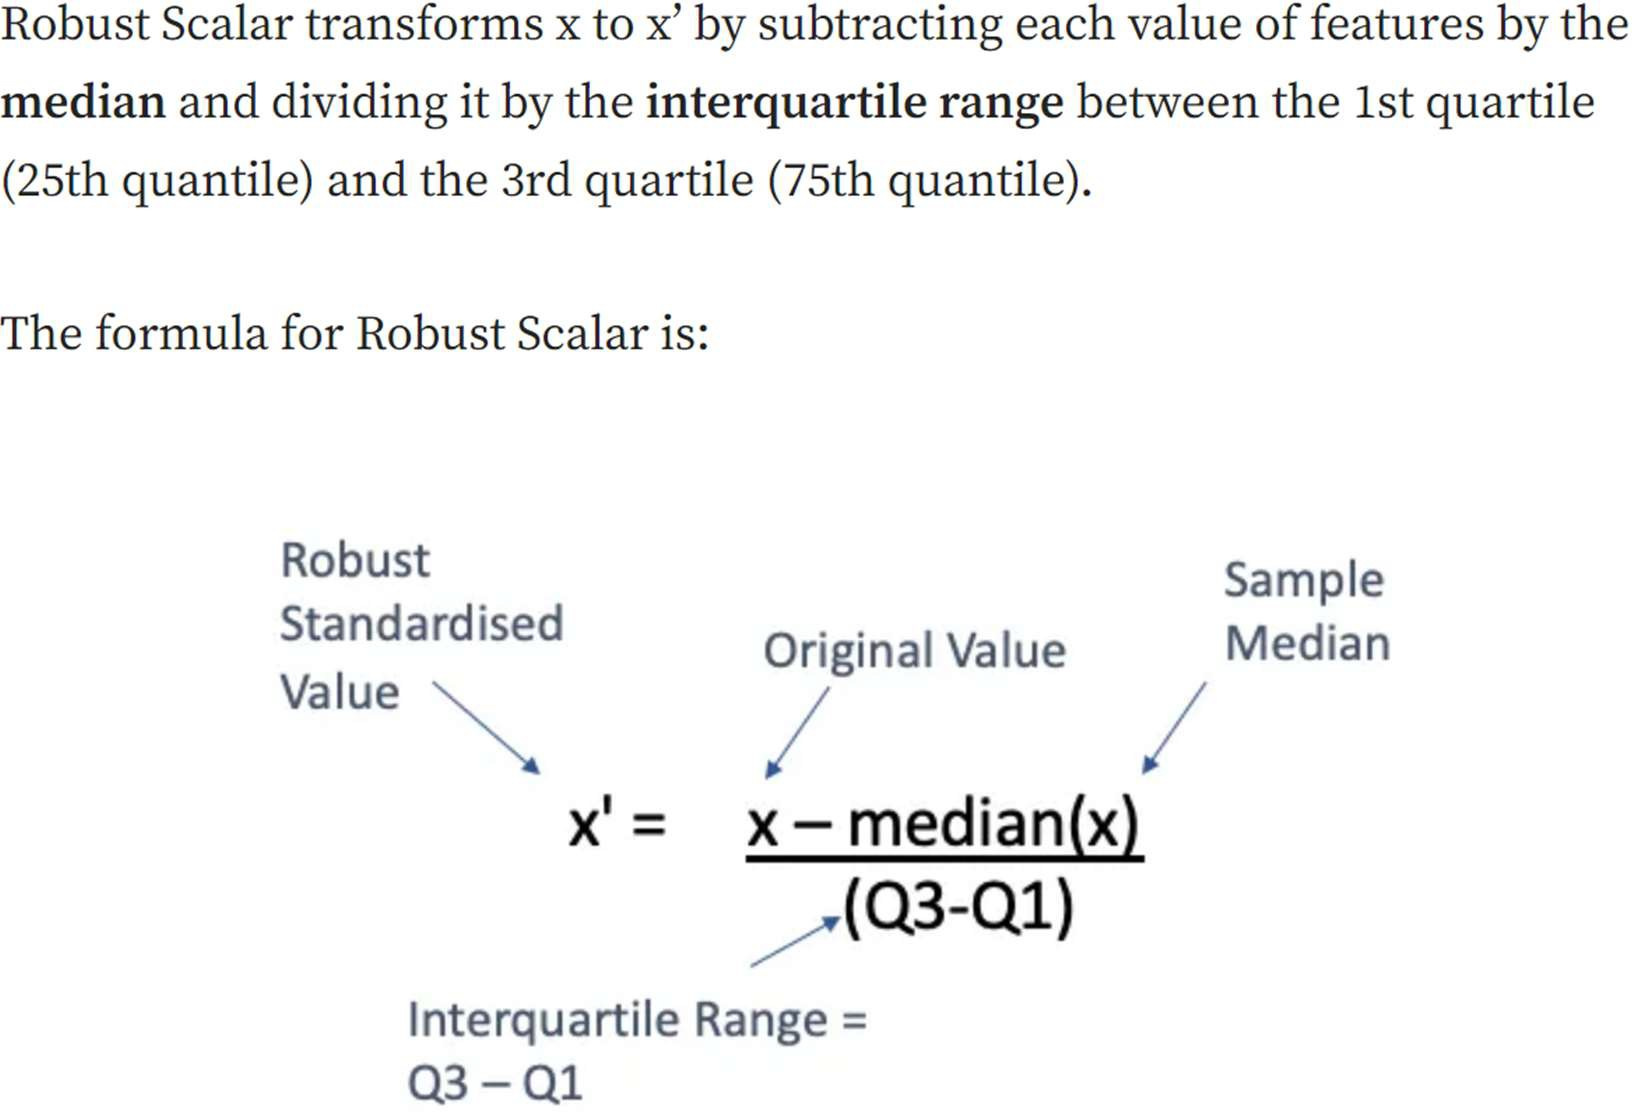 Robust Scalar transforms x to x’ by subtracting each value of features by the
median and dividing it by the interquartile range between the 1st quartile
(25th quantile) and the 3rd quartile (75th quantile).
The formula for Robust Scalar is:
Robust
Standardised
Value
Original Value
Sample
Median
x' = x – median(x)
(Q3-Q1)
Interquartile Range =
Q3 – Q1